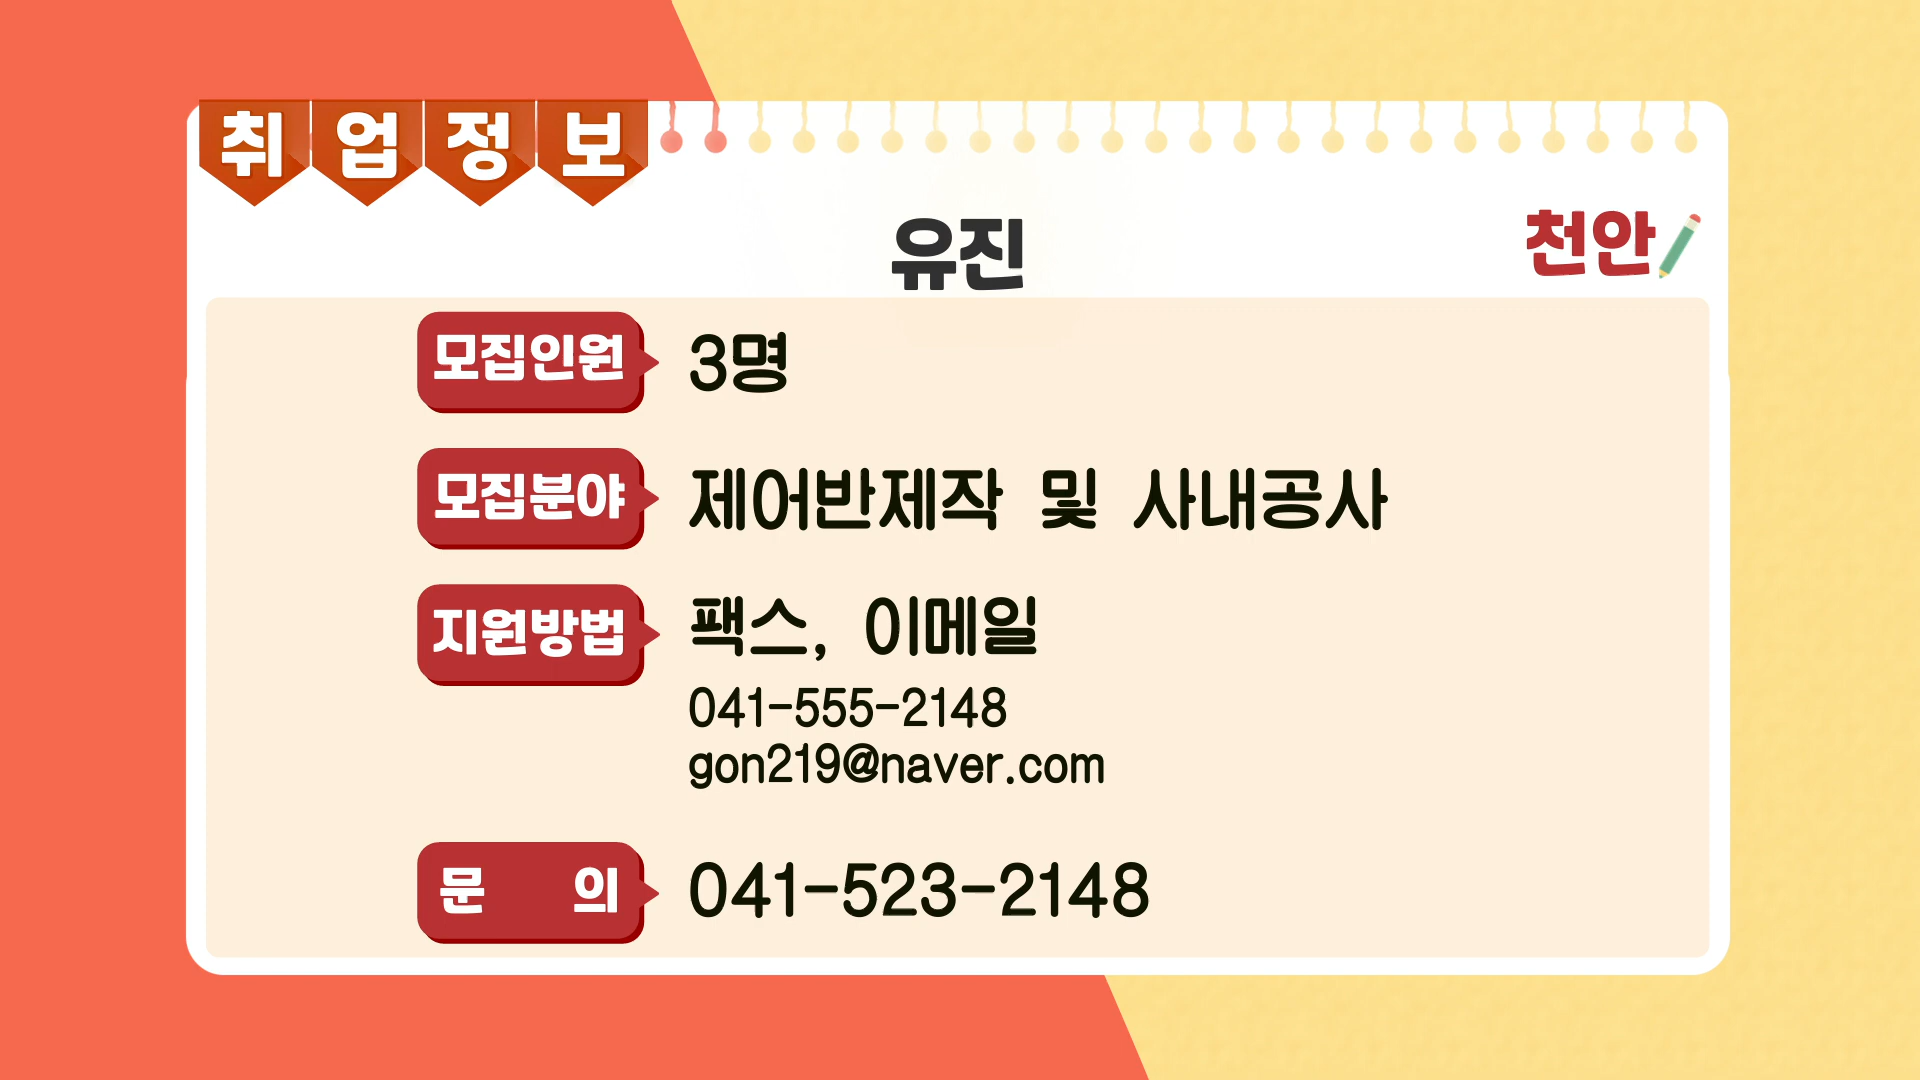 취업정보
유진
천안
모집인원 3명
모집분야 제어반제작 및 사내공사
지원방법 팩스, 이메일
041-555-2148
gon219@naver.com
문 의 041-523-2148